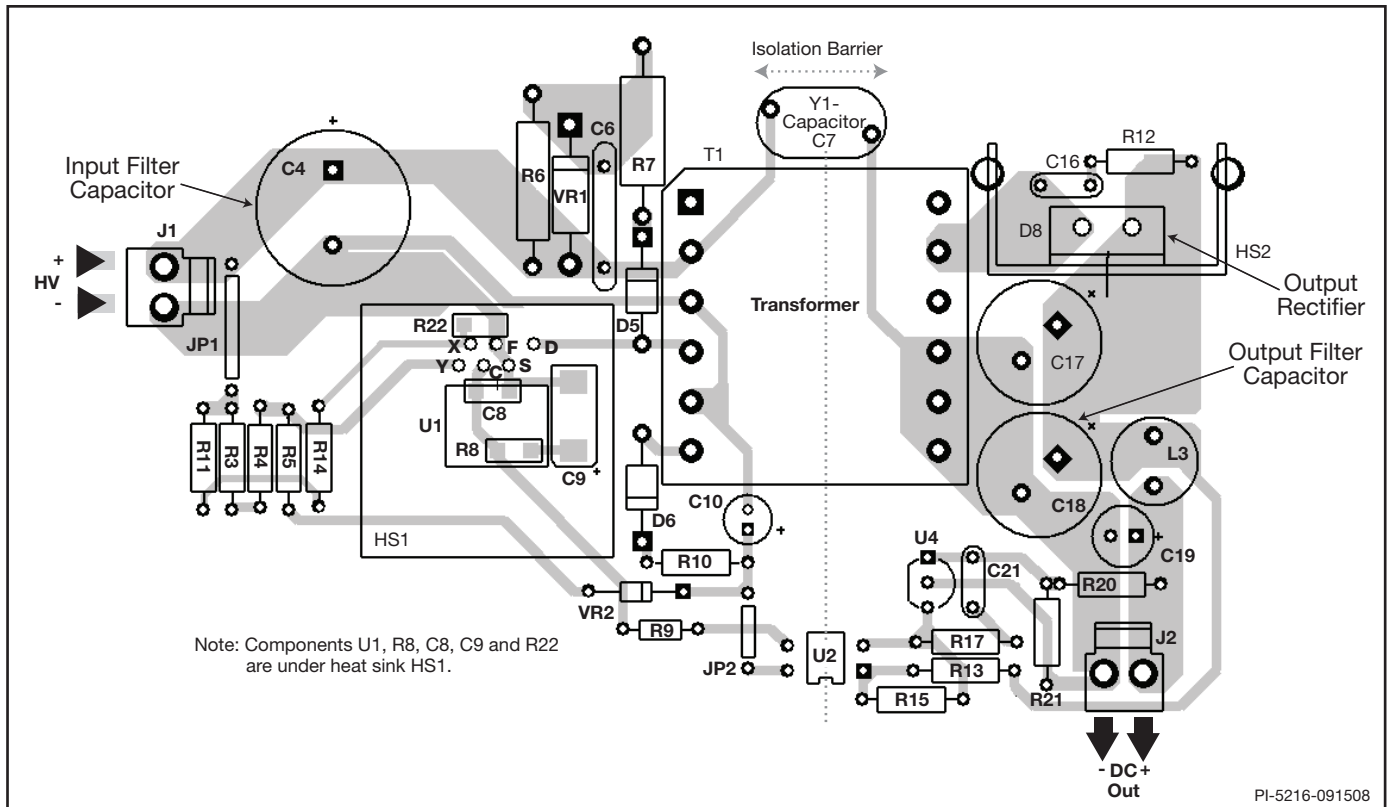 Isolation Barrier
Y1-
Capacitor
C7
+
C4
Input Filter
Capacitor
C6
R7
R6
VR1
T1
R12
C16
J1
+
HV
-
D8
HS2
Output
Rectifier
Transformer
JP1
R22
D5
X
F
D
Y
C
S
C17
Output Filter
Capacitor
U1
C8
R8
C9
+
R11
R3
R4
R5
R14
L3
C18
C10
+
D6
HS1
R10
U4
C21
C19
+
R20
VR2
R9
Note: Components U1, R8, C8, C9 and R22
are under heat sink HS1.
JP2
U2
R17
R13
R15
R21
J2
- DC +
Out
PI-5216-091508